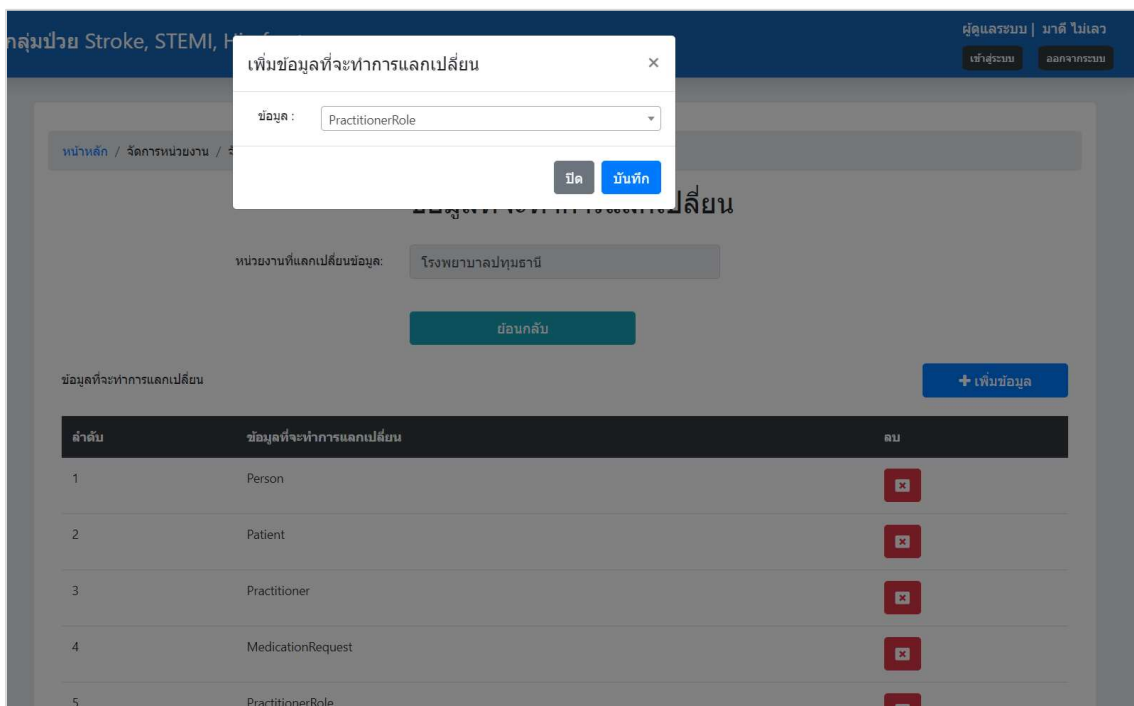 กลุ่มป่วย Stroke, STEMI,
ผู้ดูแลระบบ | มาดี ไม่เลว
เข้าสู่ระบบ ออกจากระบบ
เพิ่มข้อมูลที่จะทำการแลกเปลี่ยน ×
ข้อมูล : PractitionerRole
ปิด บันทึก
หน้าหลัก / จัดการหน่วยงาน /
ข้อมูลที่จะทำการแลกเปลี่ยน
หน่วยงานที่แลกเปลี่ยนข้อมูล: โรงพยาบาลปทุมธานี
ย้อนกลับ
ข้อมูลที่จะทำการแลกเปลี่ยน
+ เพิ่มข้อมูล
ลำดับ ข้อมูลที่จะทำการแลกเปลี่ยน ลบ
1 Person
2 Patient
3 Practitioner
4 MedicationRequest
5 PractitionerRole